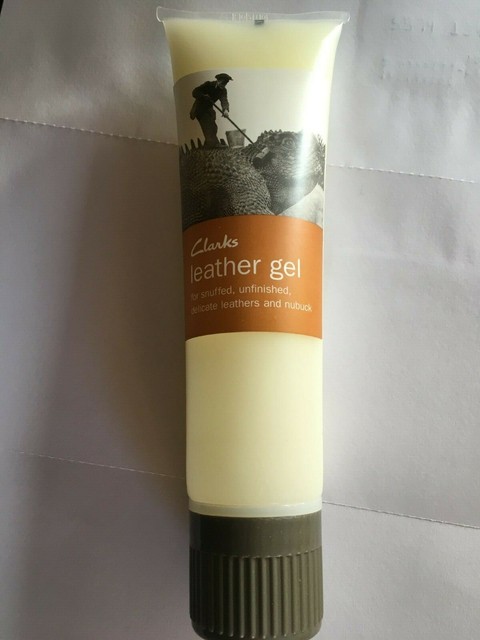 Clarks
leather gel
for snuffed, unfinished,
delicate leathers and nubuck